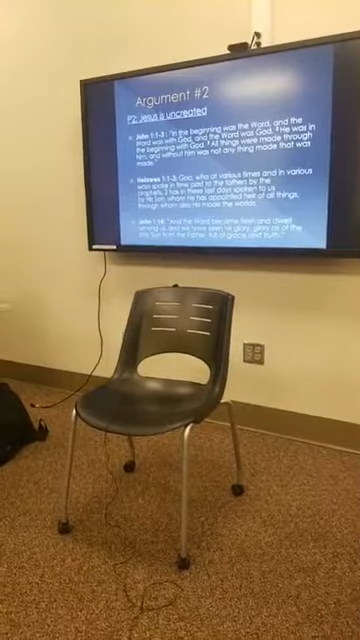 Argument #2
P2: Jesus is uncreated
John 1:1-3: "In the beginning was the Word, and the
Word was with God, and the Word was God. ² He was in
the beginning with God. ³ All things were made through
him, and without him was not any thing made that was
made."
Hebrews 1:1-3: God, who at various times and in various
ways spoke in time past to the fathers by the
prophets, 2 has in these last days spoken to us
by His Son, whom He has appointed heir of all things,
through whom also He made the worlds.
John 1:14: "And the Word became flesh and dwelt
among us, and we have seen his glory, glory as of the
only Son from the Father, full of grace and truth."